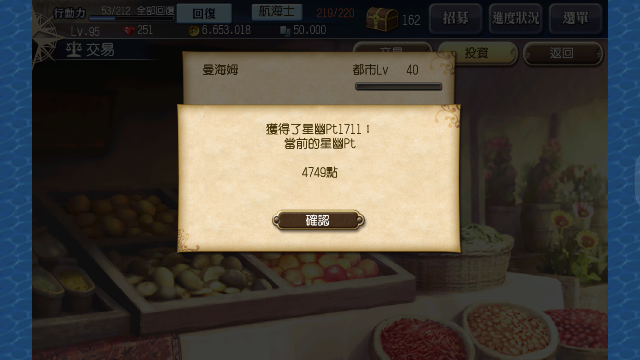 行動力 53/212 全部回復 回復 航海士 219/220 162 招募 進度狀況 選單
Lv.95 251 6.653.018 50.000
交易 交易 投資 返回
曼海姆 都市Lv 40
獲得了星幽Pt1711！
當前的星幽Pt
4749點
確認